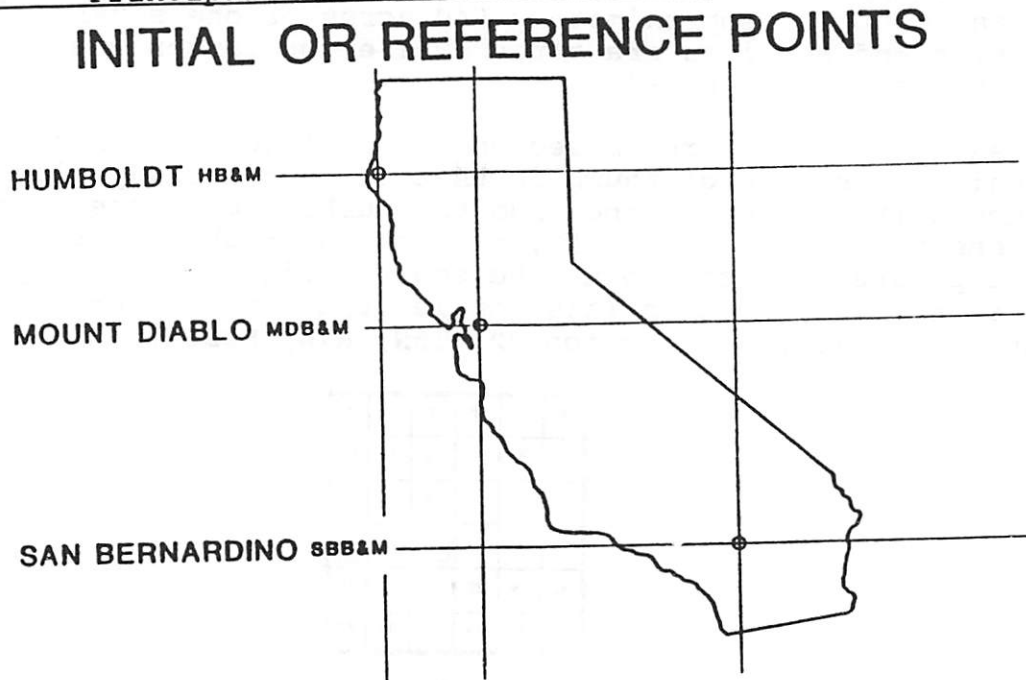 INITIAL OR REFERENCE POINTS
HUMBOLDT HB&M
MOUNT DIABLO MDB&M
SAN BERNARDINO SBB&M